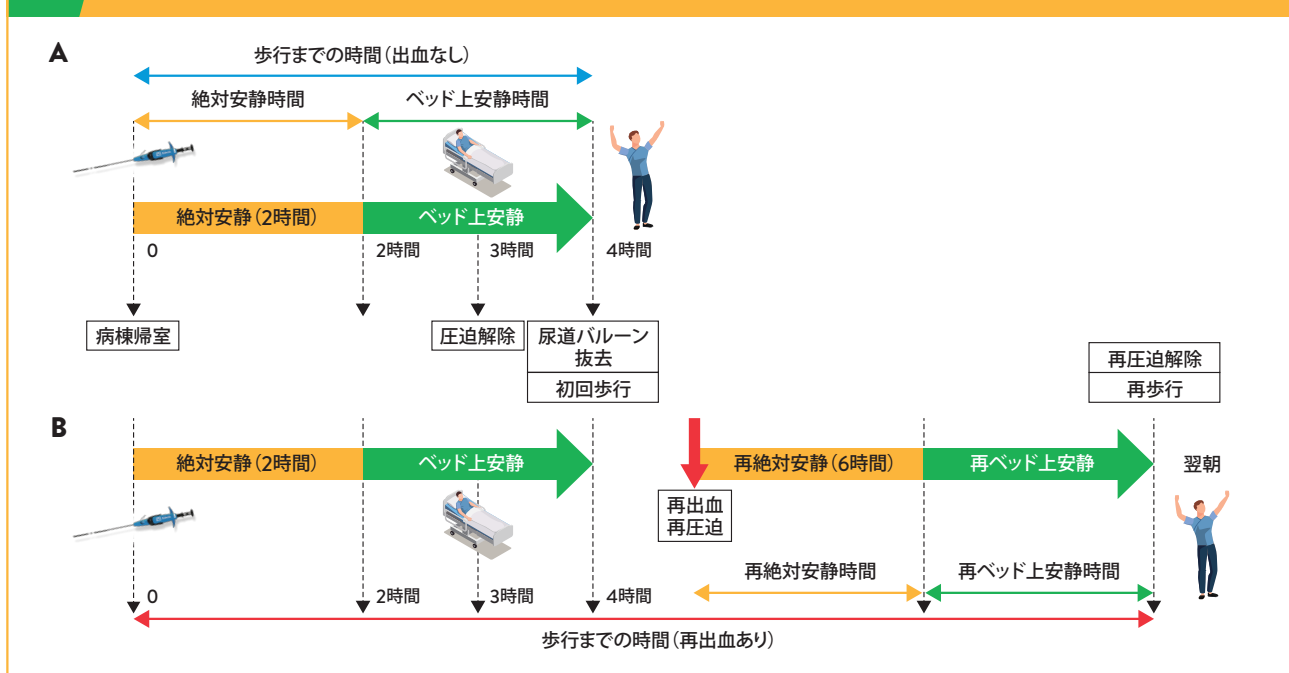 A
歩行までの時間（出血なし）
絶対安静時間
ベッド上安静時間
絶対安静（2時間）
ベッド上安静
0
2時間
3時間
4時間
病棟帰室
圧迫解除
尿道バルーン
抜去
初回歩行
再圧迫解除
再歩行
B
絶対安静（2時間）
ベッド上安静
再絶対安静（6時間）
再ベッド上安静
翌朝
再出血
再圧迫
再絶対安静時間
再ベッド上安静時間
0
2時間
3時間
4時間
歩行までの時間（再出血あり）